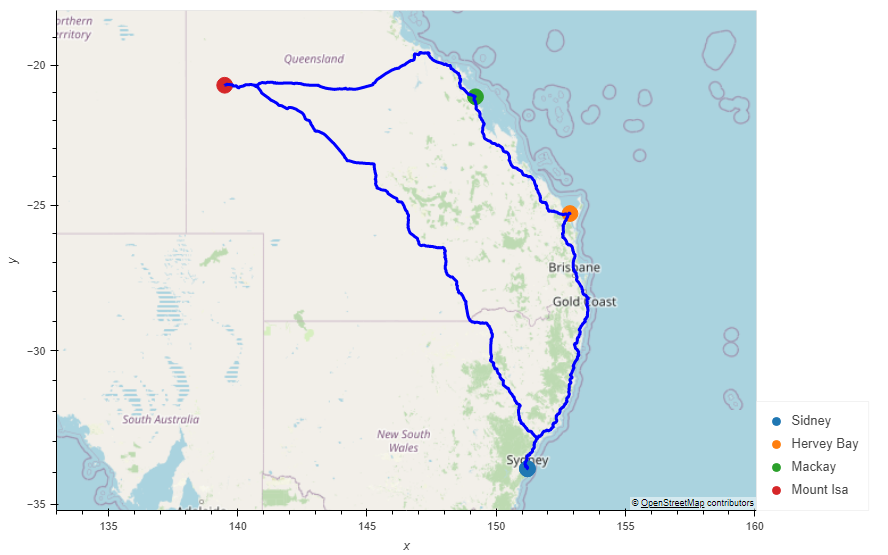 orthern
erritory
Queensland
Brisbane
Gold Coast
South Australia
New South
Wales
Sydney
© OpenStreetMap contributors
−20
−25
−30
−35
y
135
140
145
150
155
160
x
Sidney
Hervey Bay
Mackay
Mount Isa